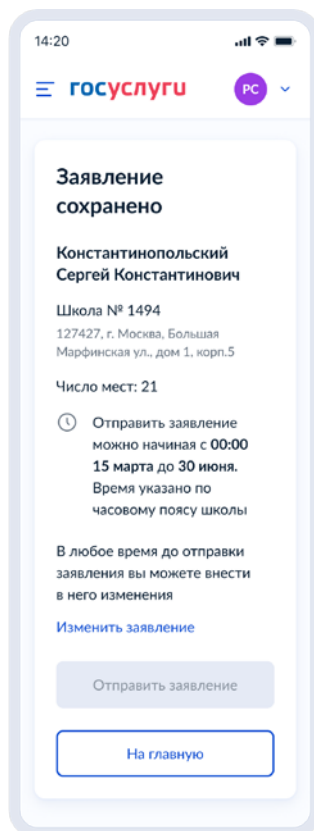 14:20
госуслуги
РС
Заявление
сохранено
Константинопольский
Сергей Константинович
Школа № 1494
127427, г. Москва, Большая
Марфинская ул., дом 1, корп.5
Число мест: 21
Отправить заявление
можно начиная с 00:00
15 марта до 30 июня.
Время указано по
часовому поясу школы
В любое время до отправки
заявления вы можете внести
в него изменения
Изменить заявление
Отправить заявление
На главную